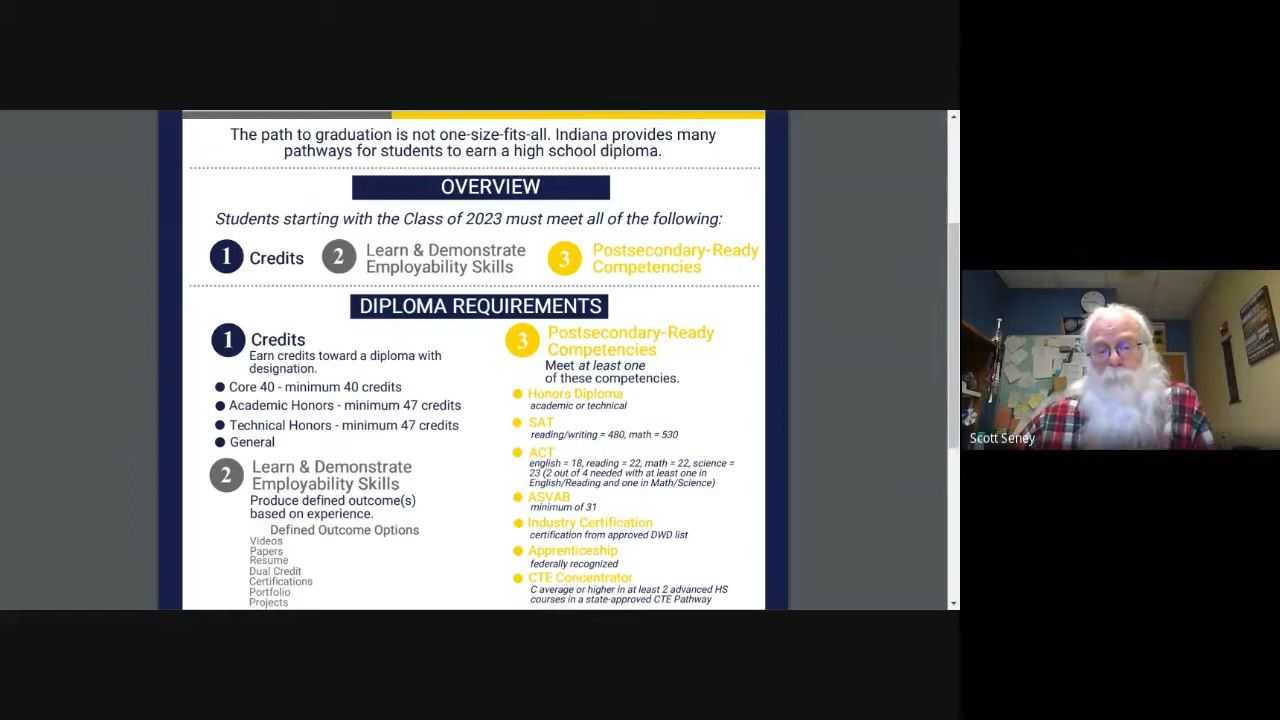 The path to graduation is not one-size-fits-all. Indiana provides many
pathways for students to earn a high school diploma.
OVERVIEW
Students starting with the Class of 2023 must meet all of the following:
1 Credits
2 Learn & Demonstrate
Employability Skills
3 Postsecondary-Ready
Competencies
DIPLOMA REQUIREMENTS
1 Credits
Earn credits toward a diploma with
designation.
Core 40 - minimum 40 credits
Academic Honors - minimum 47 credits
Technical Honors - minimum 47 credits
General
2 Learn & Demonstrate
Employability Skills
Produce defined outcome(s)
based on experience.
Defined Outcome Options
Videos
Papers
Resume
Dual Credit
Certifications
Portfolio
Projects
3 Postsecondary-Ready
Competencies
Meet at least one
of these competencies.
Honors Diploma
academic or technical
SAT
reading/writing = 480, math = 530
ACT
english = 18, reading = 22, math = 22, science =
23 (2 out of 4 needed with at least one in
English/Reading and one in Math/Science)
ASVAB
minimum of 31
Industry Certification
certification from approved DWD list
Apprenticeship
federally recognized
CTE Concentrator
C average or higher in at least 2 advanced HS
courses in a state-approved CTE Pathway
Scott Seney